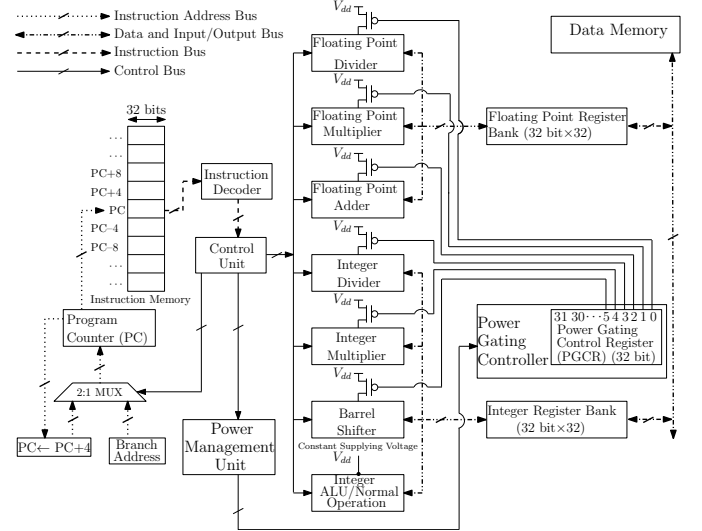 Instruction Address Bus
Data and Input/Output Bus
Instruction Bus
Control Bus
32 bits
...
...
PC+8
PC+4
PC
PC–4
PC–8
...
...
Instruction Memory
Instruction
Decoder
Control
Unit
Program
Counter (PC)
2:1 MUX
PC← PC+4
Branch
Address
Power
Management
Unit
Vdd
Floating Point
Divider
Vdd
Floating Point
Multiplier
Vdd
Floating Point
Adder
Vdd
Integer
Divider
Vdd
Integer
Multiplier
Vdd
Barrel
Shifter
Constant Supplying Voltage
Vdd
Integer
ALU/Normal
Operation
Data Memory
Floating Point Register
Bank (32 bit×32)
Power
Gating
Controller
31 30···5 4 3 2 1 0
Power Gating
Control Register
(PGCR) (32 bit)
Integer Register Bank
(32 bit×32)